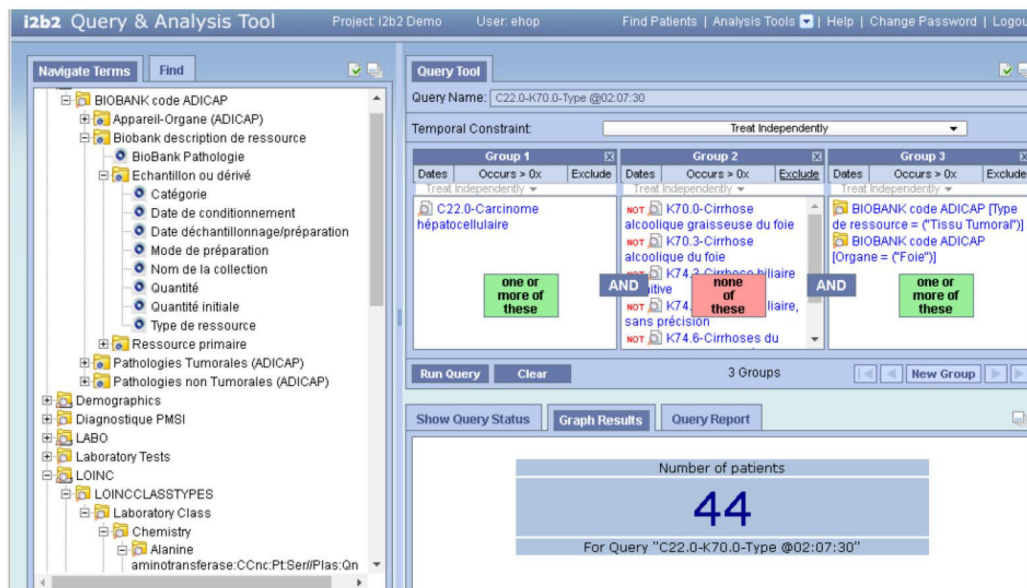 i2b2 Query & Analysis Tool Project: i2b2 Demo User: ehop Find Patients | Analysis Tools | Help | Change Password | Logou
Navigate Terms Find
BIOBANK code ADICAP
Appareil-Organe (ADICAP)
Biobank description de ressource
BioBank Pathologie
Echantillon ou dérivé
Catégorie
Date de conditionnement
Date déchantillonnage/préparation
Mode de préparation
Nom de la collection
Quantité
Quantité initiale
Type de ressource
Ressource primaire
Pathologies Tumorales (ADICAP)
Pathologies non Tumorales (ADICAP)
Demographics
Diagnostique PMSI
LABO
Laboratory Tests
LOINC
LOINCCLASSTYPES
Laboratory Class
Chemistry
Alanine
aminotransferase:CCnc:Pt:Ser//Plas:Qn
Query Tool
Query Name: C22.0-K70.0-Type @02:07:30
Temporal Constraint: Treat Independently
Group 1
Dates Occurs > 0x Exclude
Treat Independently
C22.0-Carcinome
hépatocellulaire
one or
more of
these
AND
Group 2
Dates Occurs > 0x Exclude
Treat Independently
NOT K70.0-Cirrhose
alcoolique graisseuse du foie
NOT K70.3-Cirrhose
alcoolique du foie
NOT K74.3-Cirrhose biliaire
NOT K74.
sans précision
NOT K74.6-Cirrhoses du
none
of
these
AND
Group 3
Dates Occurs > 0x Exclude
Treat Independently
BIOBANK code ADICAP [Type
de ressource = ("Tissu Tumoral")]
BIOBANK code ADICAP
[Organe = ("Foie")]
one or
more of
these
Run Query Clear 3 Groups New Group
Show Query Status Graph Results Query Report
Number of patients
44
For Query "C22.0-K70.0-Type @02:07:30"